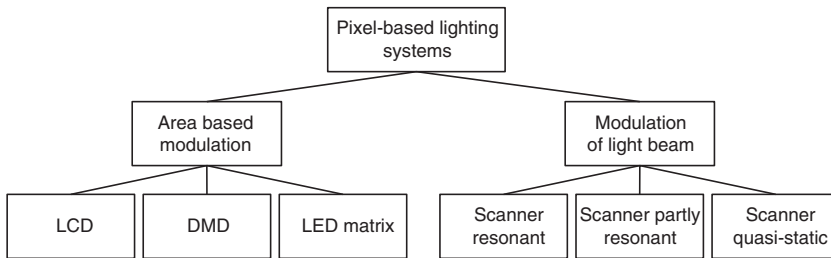 Pixel-based lighting
systems
Area based
modulation
Modulation
of light beam
LCD
DMD
LED matrix
Scanner
resonant
Scanner partly
resonant
Scanner
quasi-static